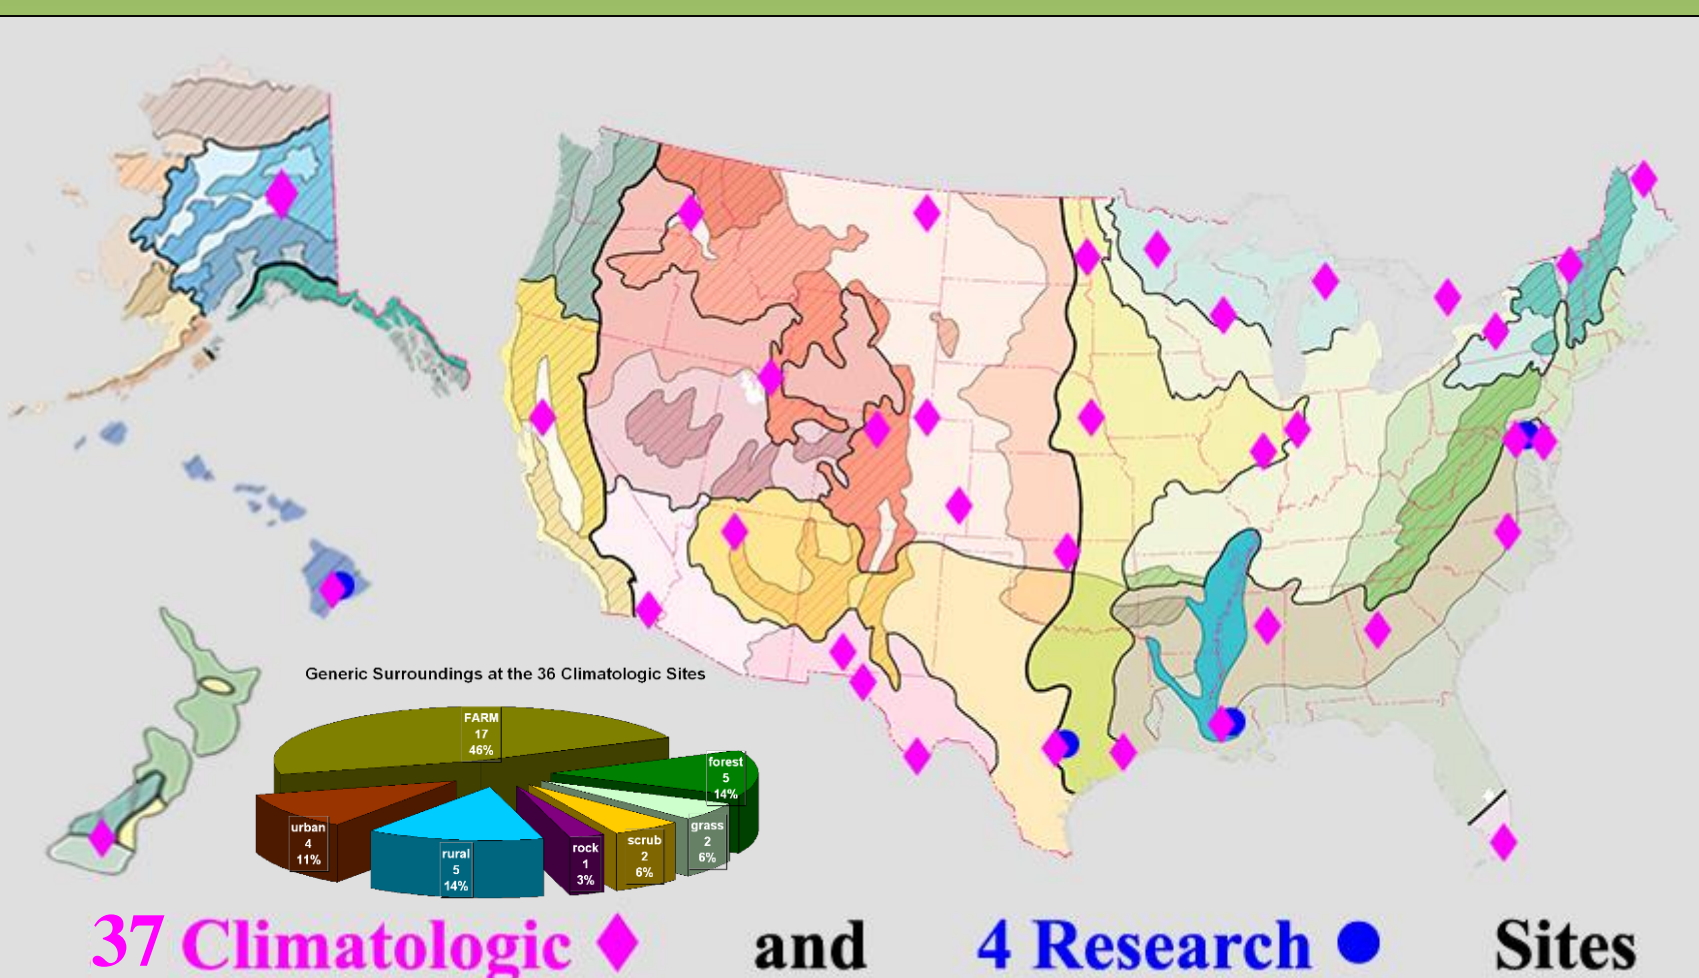 Generic Surroundings at the 36 Climatologic Sites
FARM
17
46%
forest
5
14%
grass
2
6%
scrub
2
6%
rock
1
3%
rural
5
14%
urban
4
11%
37 Climatologic and 4 Research Sites